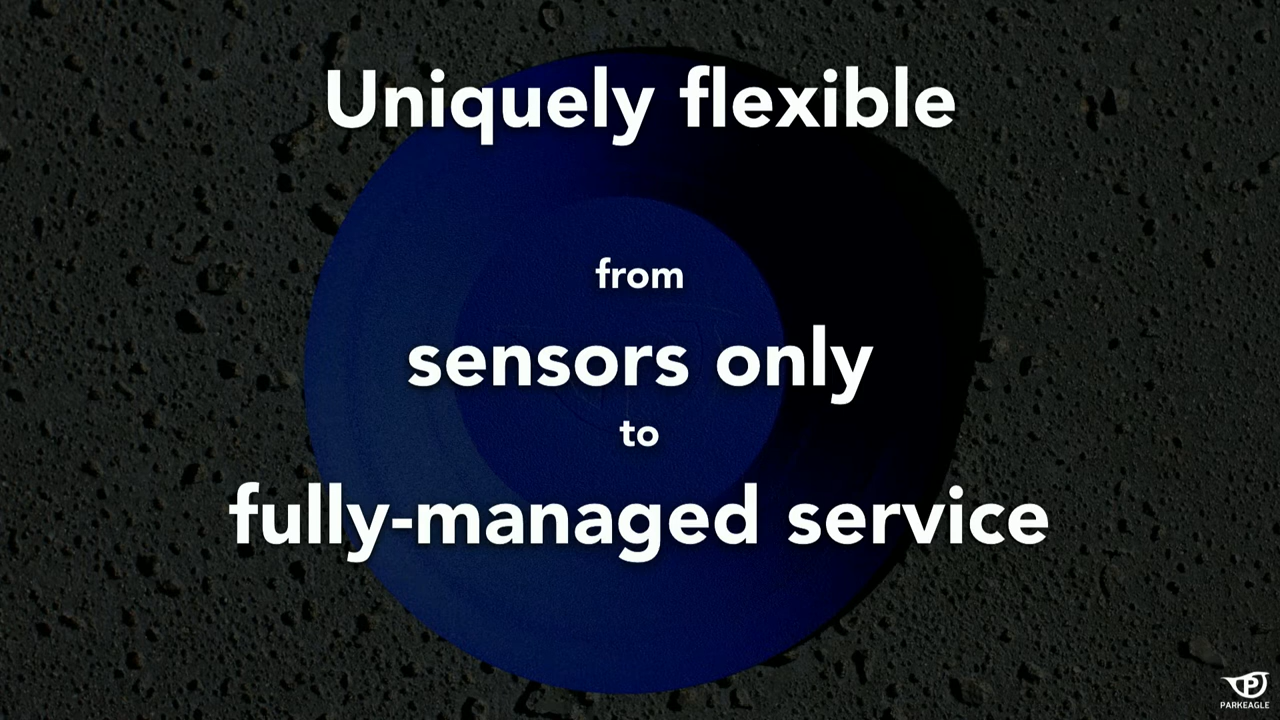 Uniquely flexible
from
sensors only
to
fully-managed service
PARKEAGLE